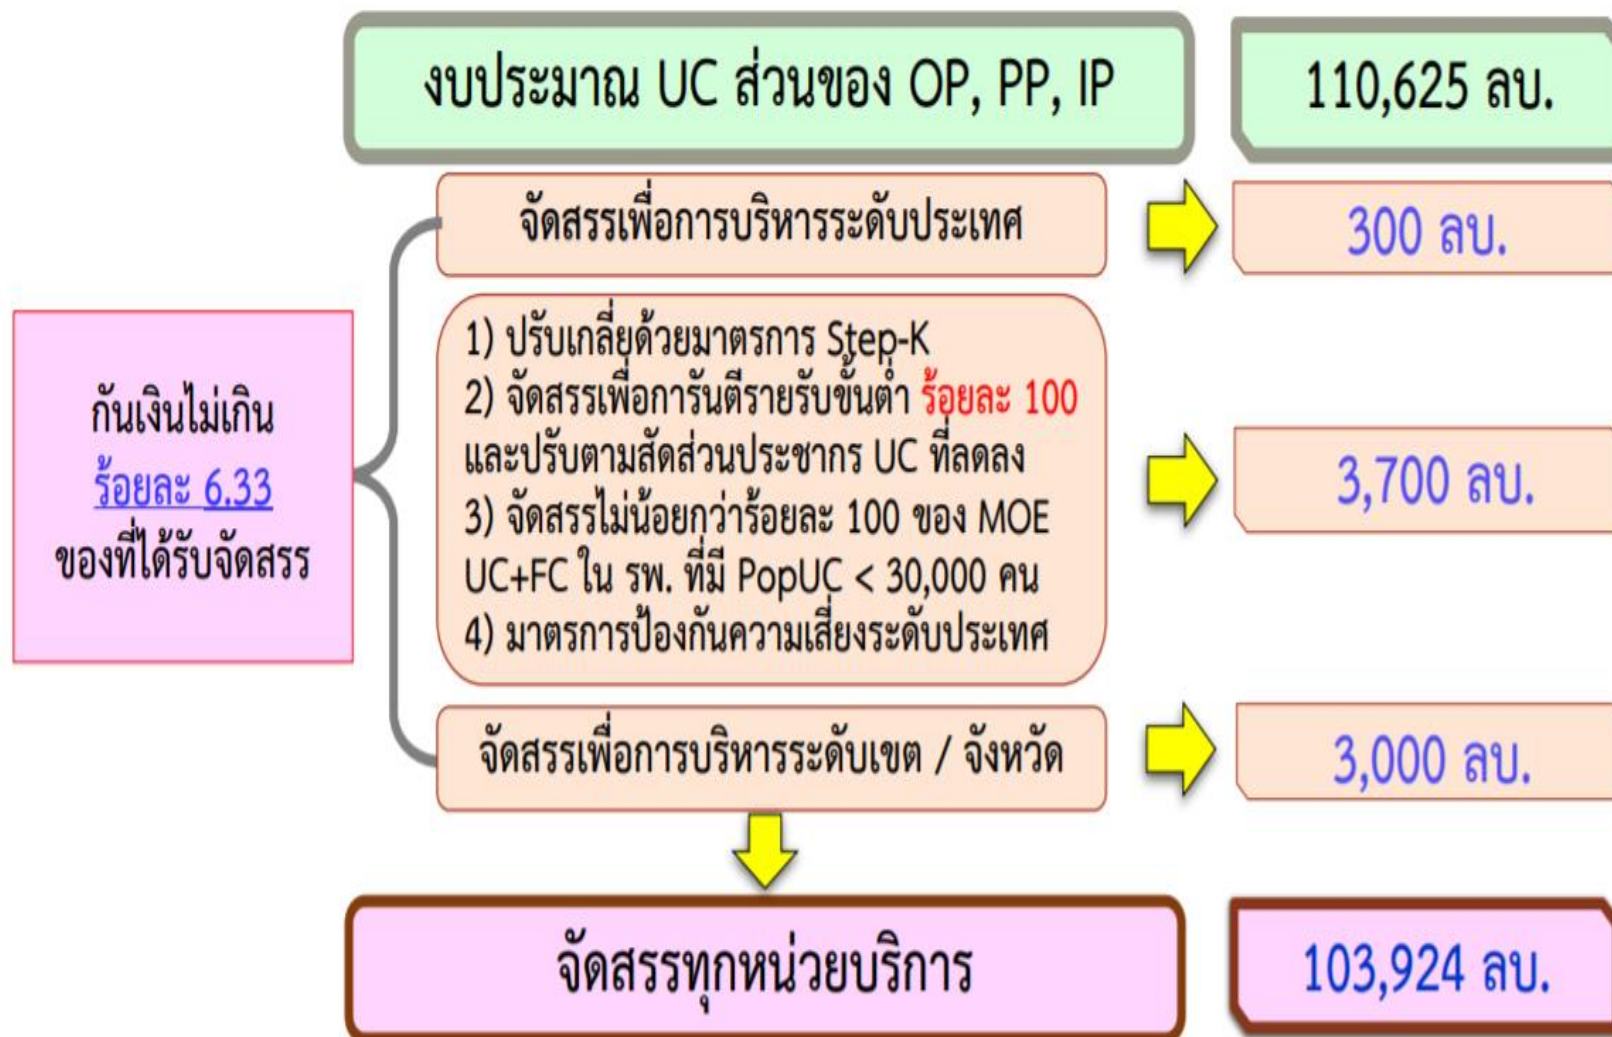 งบประมาณ UC ส่วนของ OP, PP, IP
110,625 ลบ.
จัดสรรเพื่อการบริหารระดับประเทศ
300 ลบ.
กันเงินไม่เกิน
ร้อยละ 6.33
ของที่ได้รับจัดสรร
1) ปรับเกลี่ยด้วยมาตรการ Step-K
2) จัดสรรเพื่อการันตีรายรับขั้นต่ำ ร้อยละ 100
และปรับตามสัดส่วนประชากร UC ที่ลดลง
3) จัดสรรไม่น้อยกว่าร้อยละ 100 ของ MOE
UC+FC ใน รพ. ที่มี PopUC < 30,000 คน
4) มาตรการป้องกันความเสี่ยงระดับประเทศ
3,700 ลบ.
จัดสรรเพื่อการบริหารระดับเขต / จังหวัด
3,000 ลบ.
จัดสรรทุกหน่วยบริการ
103,924 ลบ.